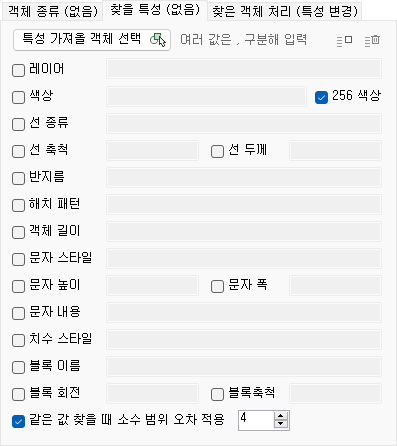 객체 종류 (없음) 찾을 특성 (없음) 찾은 객체 처리 (특성 변경)
특성 가져올 객체 선택 여러 값은 , 구분해 입력
레이어
색상 256 색상
선 종류
선 축척 선 두께
반지름
해치 패턴
객체 길이
문자 스타일
문자 높이 문자 폭
문자 내용
치수 스타일
블록 이름
블록 회전 블록축척
같은 값 찾을 때 소수 범위 오차 적용 4